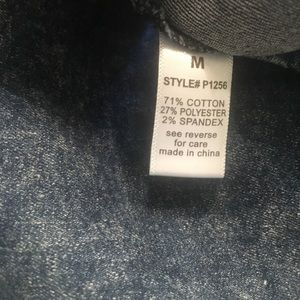 M
STYLE# P1256
71% COTTON
27% POLYESTER
2% SPANDEX
see reverse
for care
made in china